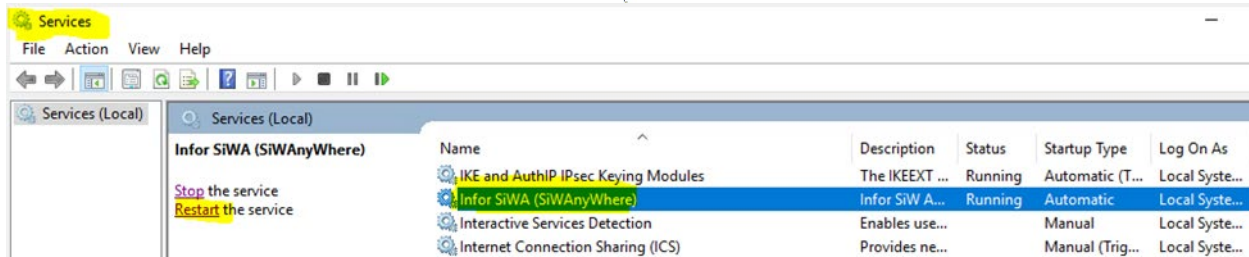 Services
File Action View Help
Services (Local)
Services (Local)
Infor SiWA (SiWAnyWhere)
Stop the service
Restart the service
Name Description Status Startup Type Log On As
IKE and AuthIP IPsec Keying Modules The IKEEXT ... Running Automatic (T... Local Syste...
Infor SiWA (SiWAnyWhere) Infor SiW A... Running Automatic Local Syste...
Interactive Services Detection Enables use... Manual Local Syste...
Internet Connection Sharing (ICS) Provides ne... Manual (Trig... Local Syste...